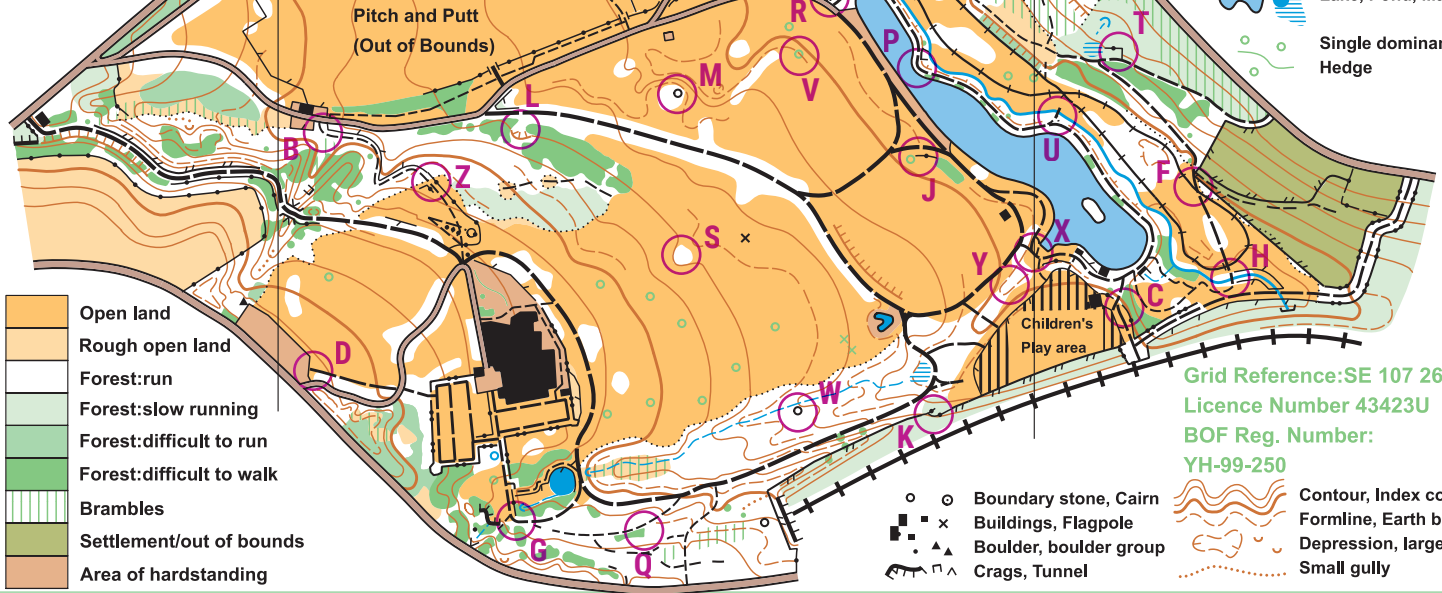 Pitch and Putt
(Out of Bounds)
R
P
T
M
V
L
B
U
Z
J
F
S
X
Y
H
C
D
W
K
G
Q
Children's
Play area
Single dominan
Hedge
Open land
Rough open land
Forest:run
Forest:slow running
Forest:difficult to run
Forest:difficult to walk
Brambles
Settlement/out of bounds
Area of hardstanding
Grid Reference:SE 107 26
Licence Number 43423U
BOF Reg. Number:
YH-99-250
Boundary stone, Cairn
Buildings, Flagpole
Boulder, boulder group
Crags, Tunnel
Contour, Index co
Formline, Earth b
Depression, large
Small gully